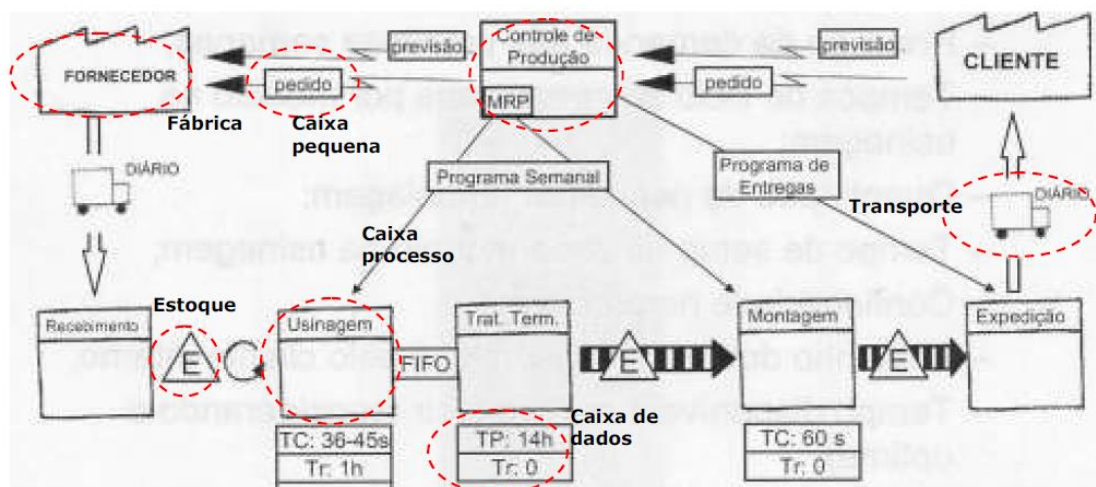 previsão
Controle de
Produção
previsão
FORNECEDOR
pedido
pedido
CLIENTE
MRP
Fábrica
Caixa
pequena
DIÁRIO
Programa Semanal
Programa de
Entregas
Transporte
DIÁRIO
Caixa
processo
Estoque
Recebimento
Usinagem
Trat. Term.
Montagem
Expedição
E
FIFO
E
E
Caixa de
dados
TC: 36-45s
TP: 14h
TC: 60 s
Tr: 1h
Tr: 0
Tr: 0